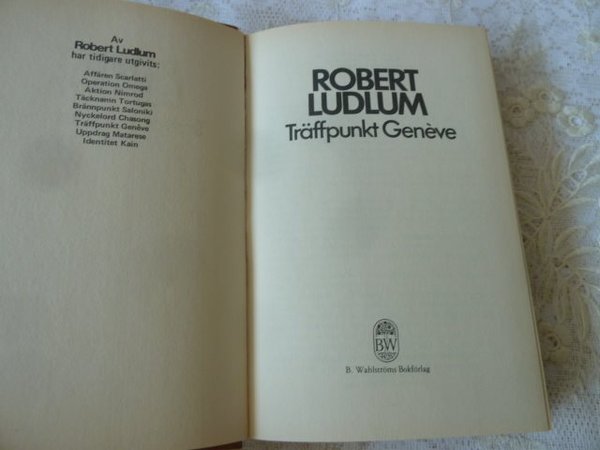 Av
Robert Ludlum
har tidigare utgivits:
Affären Scarlatti
Operation Omega
Aktion Nimrod
Täcknamn Tortugas
Brännpunkt Saloniki
Nyckelord Chasong
Träffpunkt Genève
Uppdrag Matarese
Identitet Kain
ROBERT
LUDLUM
Träffpunkt Genève
BW
B. Wahlströms Bokförlag